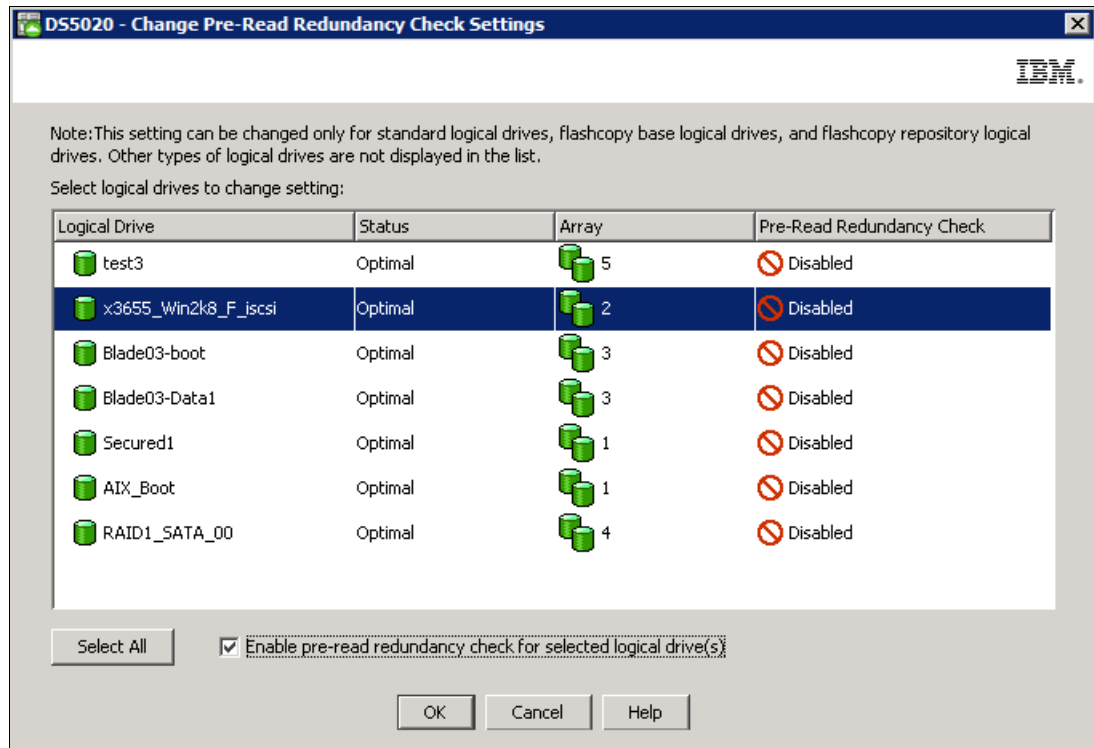 DS5020 - Change Pre-Read Redundancy Check Settings
IBM.
Note:This setting can be changed only for standard logical drives, flashcopy base logical drives, and flashcopy repository logical
drives. Other types of logical drives are not displayed in the list.
Select logical drives to change setting:
Logical Drive Status Array Pre-Read Redundancy Check
test3 Optimal 5 Disabled
x3655_Win2k8_F_iscsi Optimal 2 Disabled
Blade03-boot Optimal 3 Disabled
Blade03-Data1 Optimal 3 Disabled
Secured1 Optimal 1 Disabled
AIX_Boot Optimal 1 Disabled
RAID1_SATA_00 Optimal 4 Disabled
Select All Enable pre-read redundancy check for selected logical drive(s)
OK Cancel Help